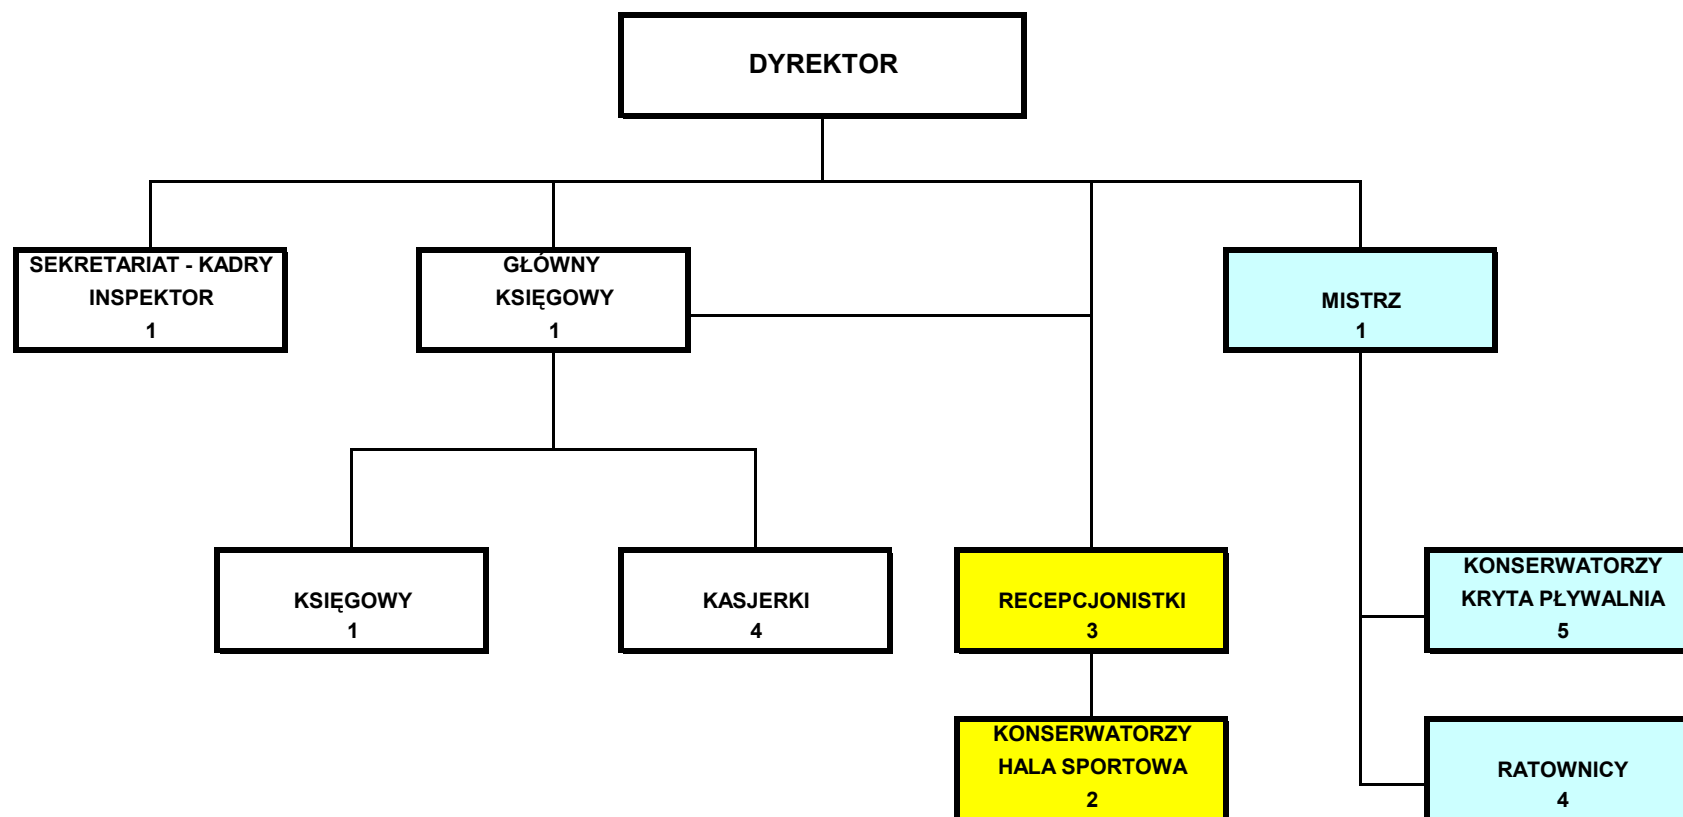 DYREKTOR
SEKRETARIAT - KADRY
INSPEKTOR
1
GŁÓWNY
KSIĘGOWY
1
MISTRZ
1
KSIĘGOWY
1
KASJERKI
4
RECEPCJONISTKI
3
KONSERWATORZY
KRYTA PŁYWALNIA
5
KONSERWATORZY
HALA SPORTOWA
2
RATOWNICY
4